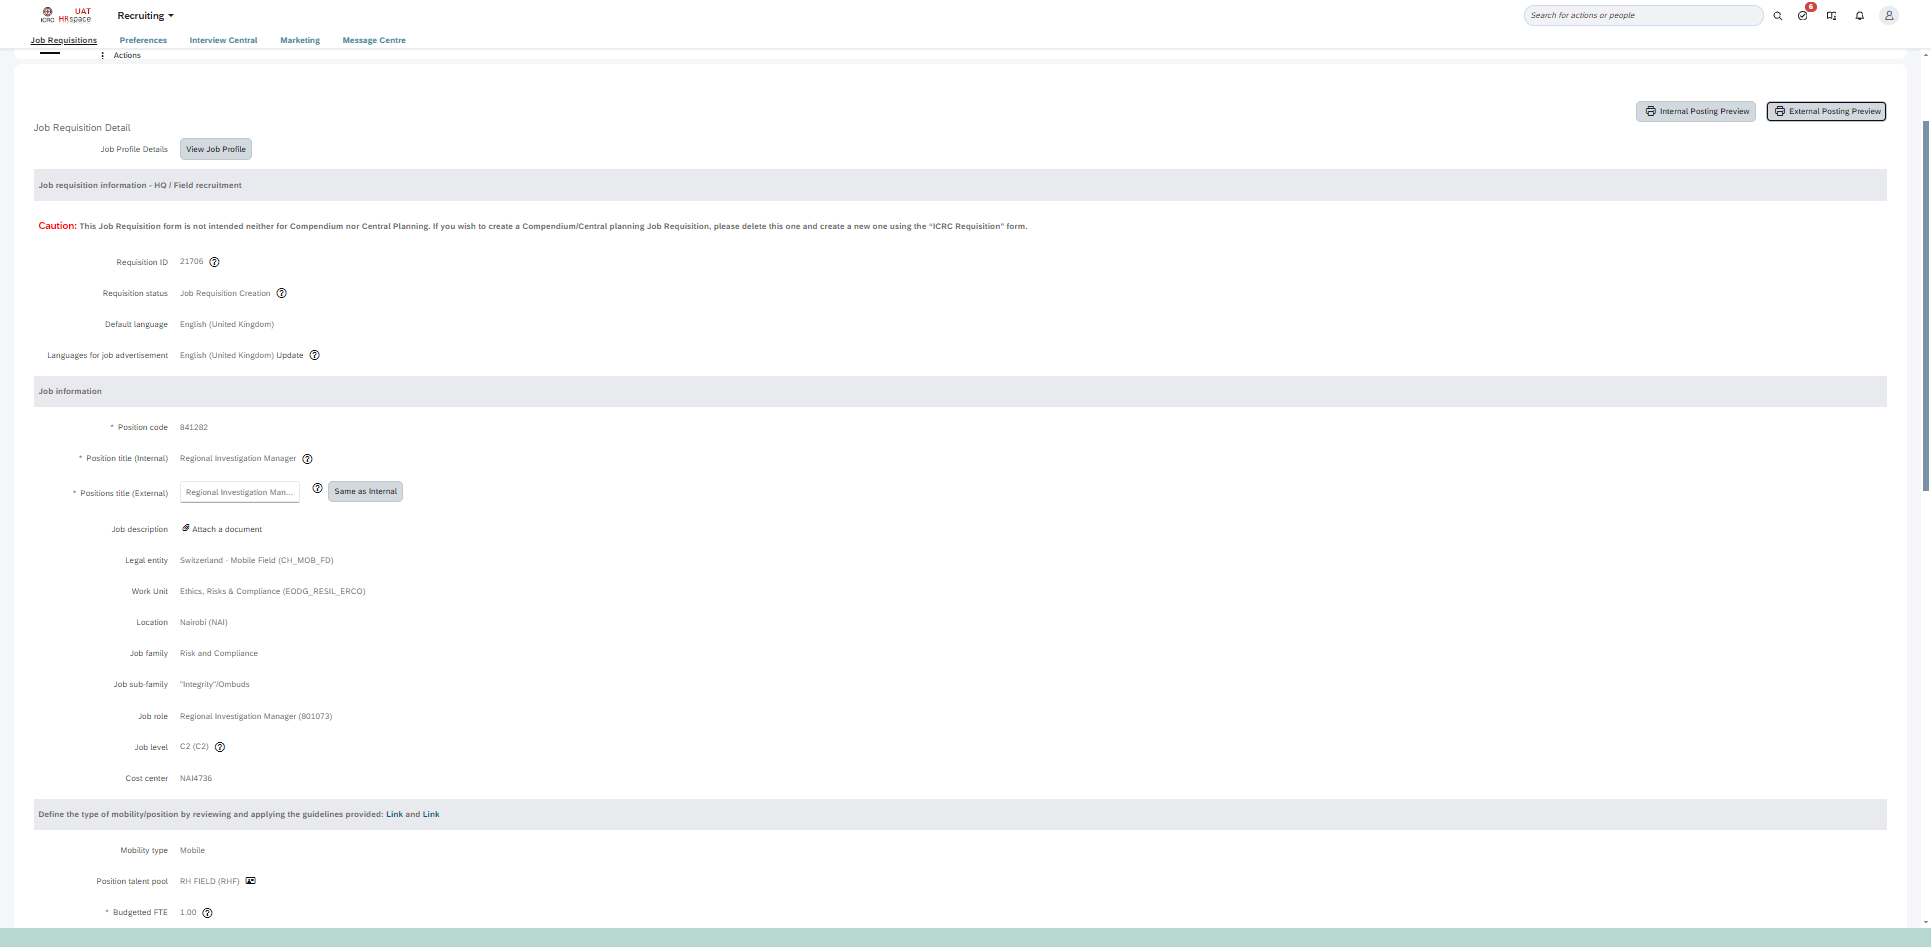 ICRC UAT HRspace Recruiting Search for actions or people 6
Job Requisitions Preferences Interview Central Marketing Message Centre
Actions
Internal Posting Preview External Posting Preview
Job Requisition Detail
Job Profile Details View Job Profile
Job requisition information - HQ / Field recruitment
Caution: This Job Requisition form is not intended neither for Compendium nor Central Planning. If you wish to create a Compendium/Central planning Job Requisition, please delete this one and create a new one using the “ICRC Requisition” form.
Requisition ID 21706
Requisition status Job Requisition Creation
Default language English (United Kingdom)
Languages for job advertisement English (United Kingdom) Update
Job information
* Position code 841282
* Position title (Internal) Regional Investigation Manager
* Positions title (External) Regional Investigation Man... Same as Internal
Job description Attach a document
Legal entity Switzerland - Mobile Field (CH_MOB_FD)
Work Unit Ethics, Risks & Compliance (EODG_RESIL_ERCO)
Location Nairobi (NAI)
Job family Risk and Compliance
Job sub-family "Integrity"/Ombuds
Job role Regional Investigation Manager (801073)
Job level C2 (C2)
Cost center NAI4736
Define the type of mobility/position by reviewing and applying the guidelines provided: Link and Link
Mobility type Mobile
Position talent pool RH FIELD (RHF)
* Budgetted FTE 1.00